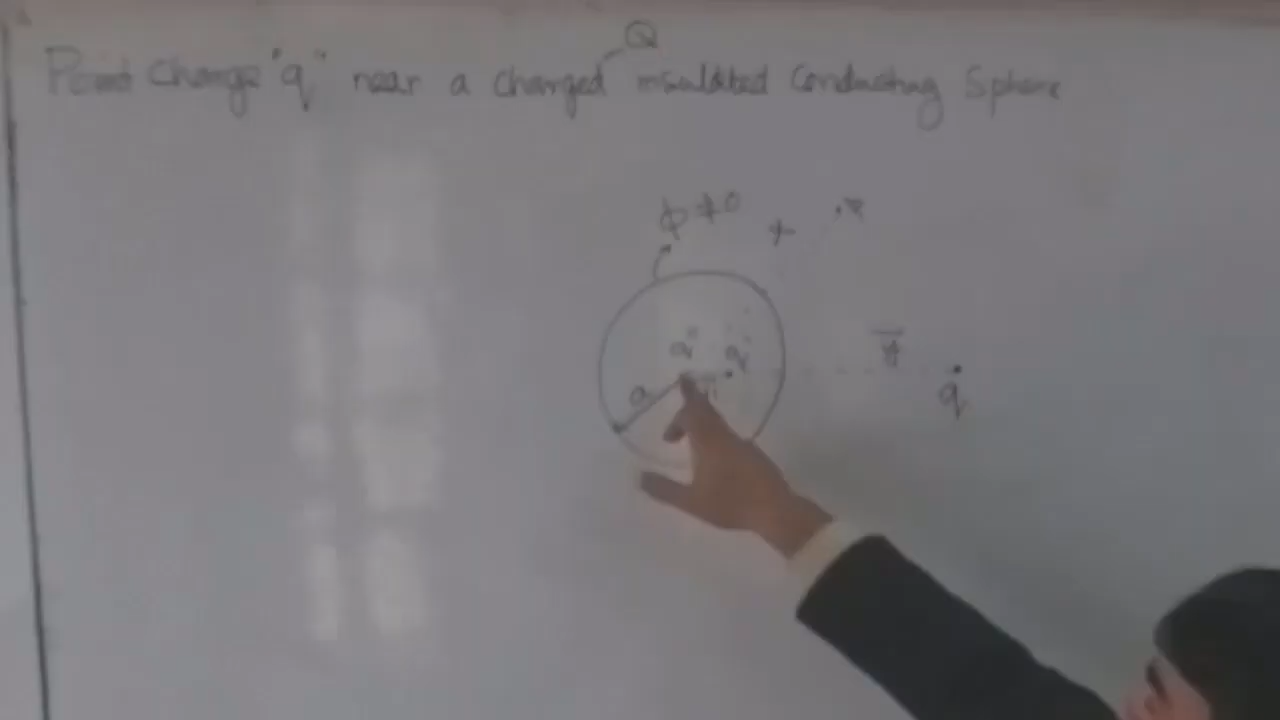 Q
Point Charge "q" near a charged insulated Conducting Sphere
φ ≠ 0
q" q'
a
q